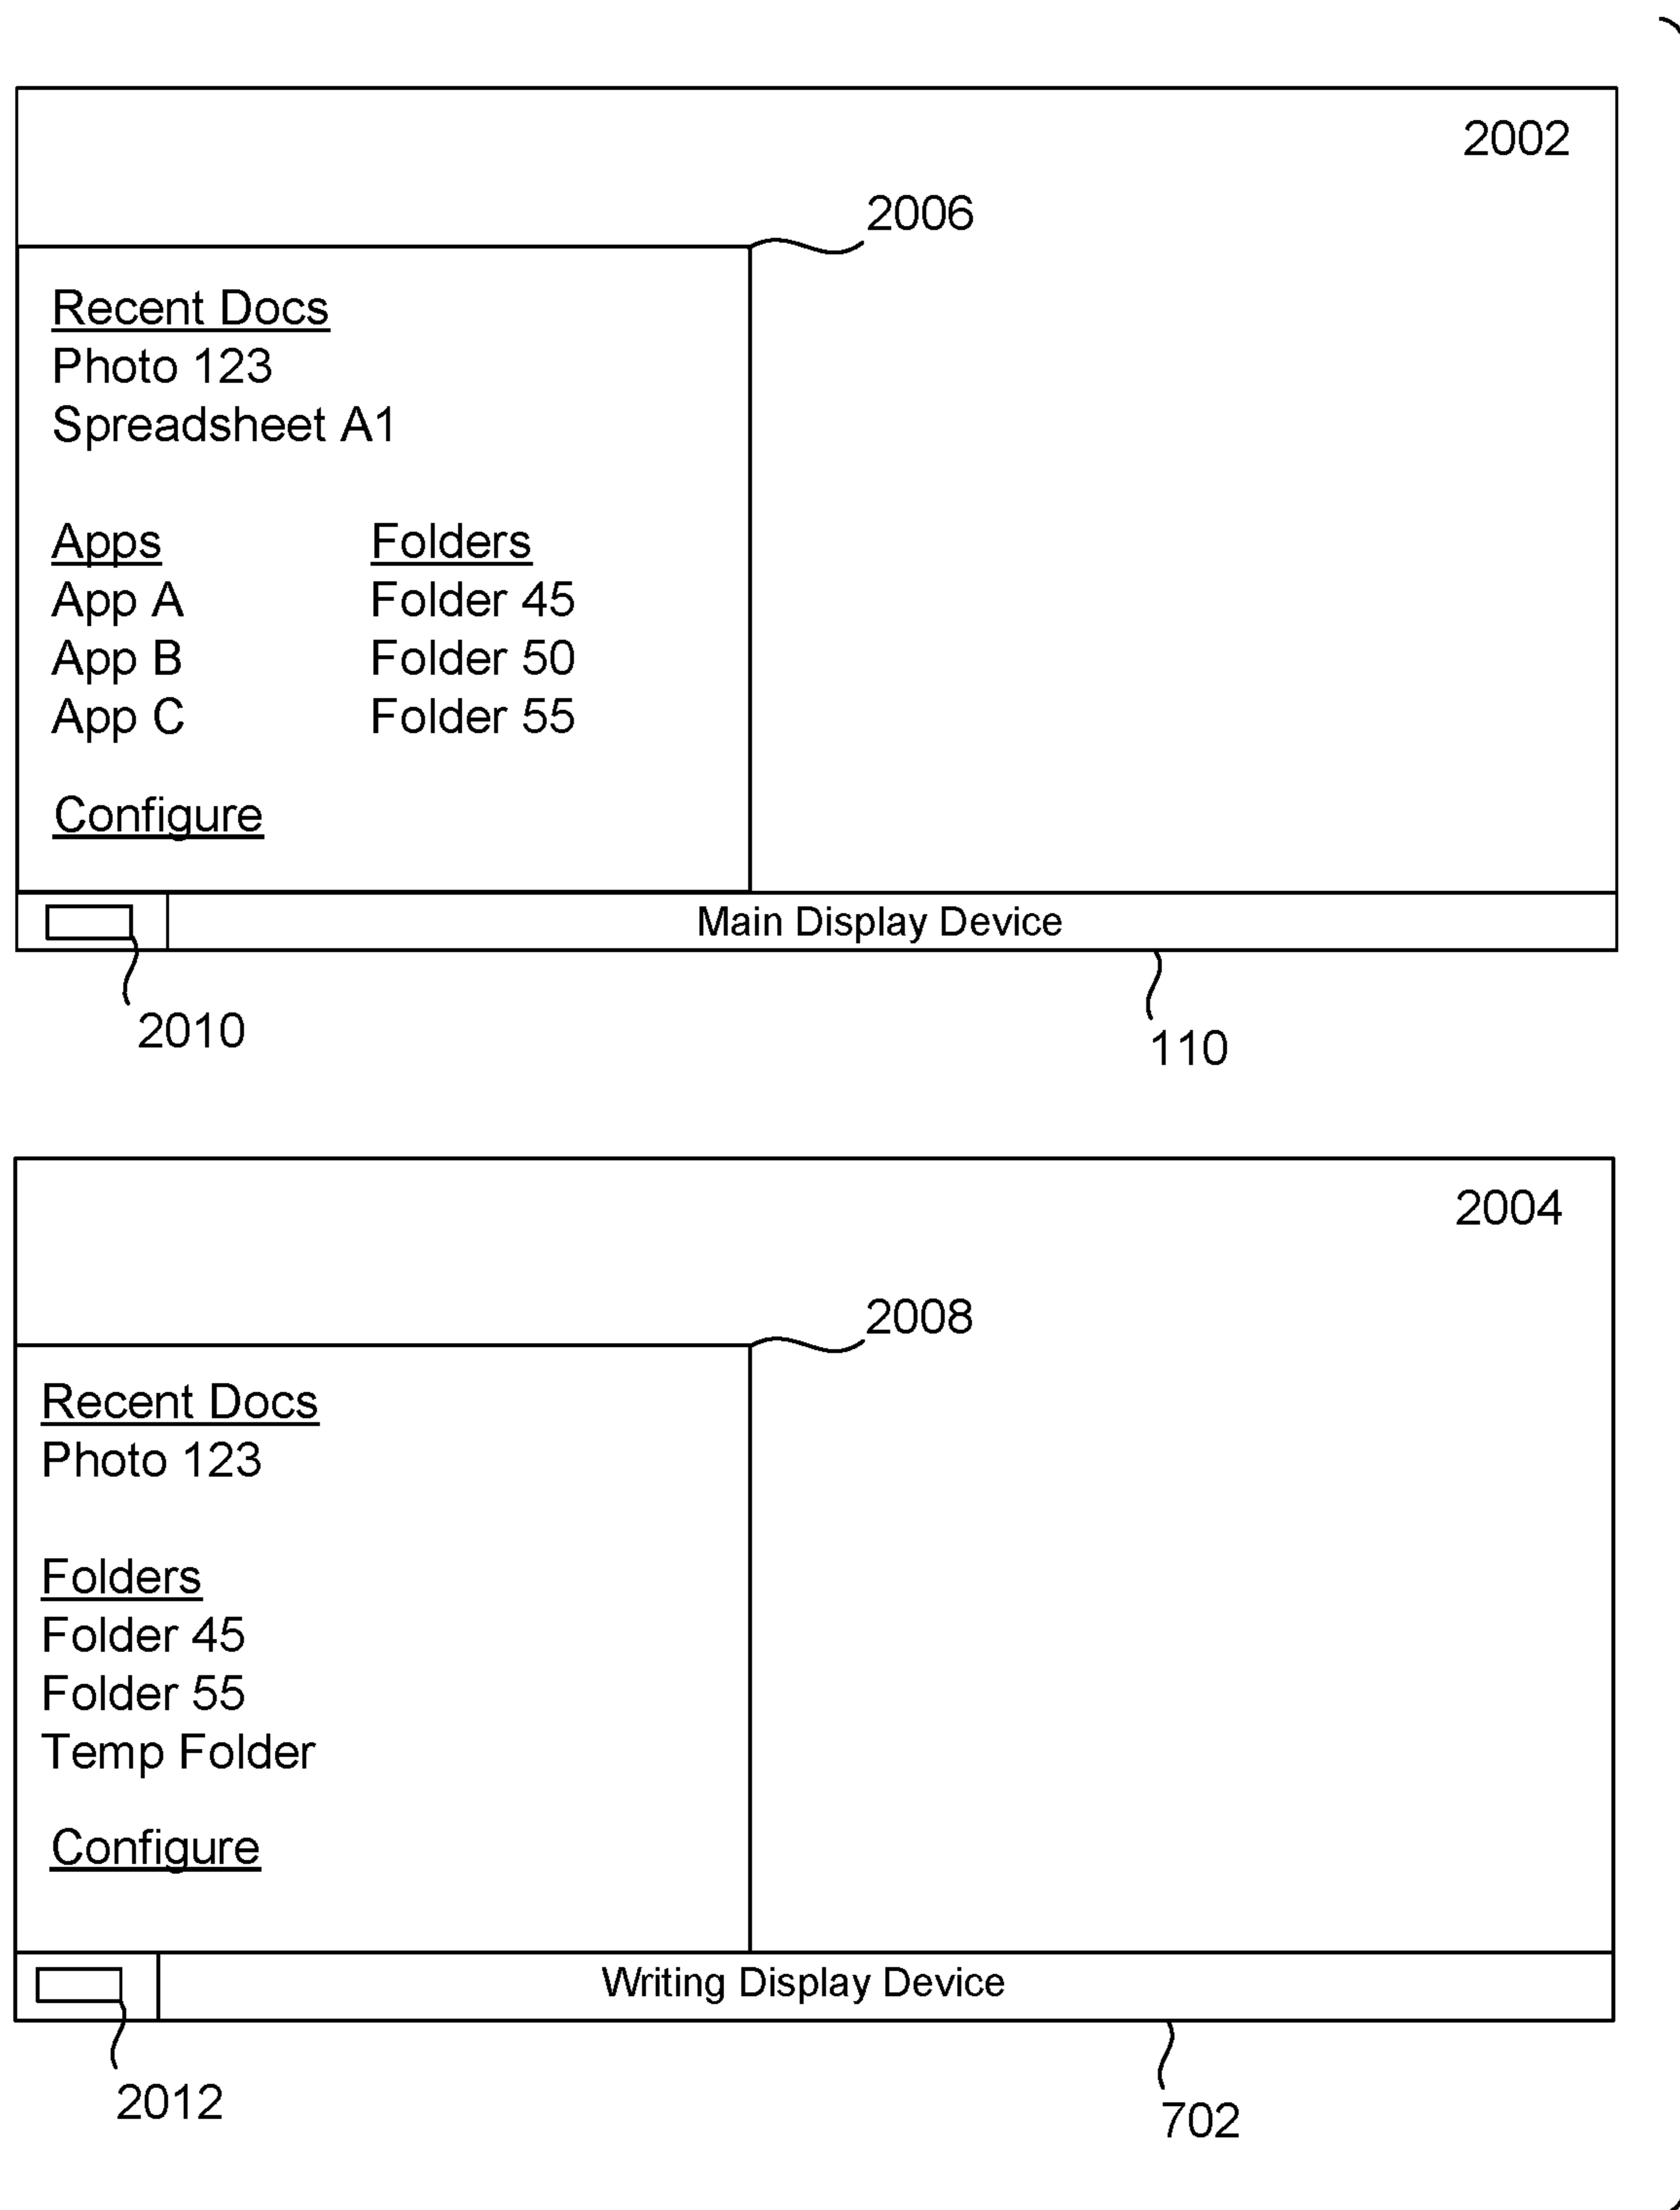 2002
2006
Recent Docs
Photo 123
Spreadsheet A1
Apps Folders
App A Folder 45
App B Folder 50
App C Folder 55
Configure
Main Display Device
2010
110
2004
2008
Recent Docs
Photo 123
Folders
Folder 45
Folder 55
Temp Folder
Configure
Writing Display Device
2012
702